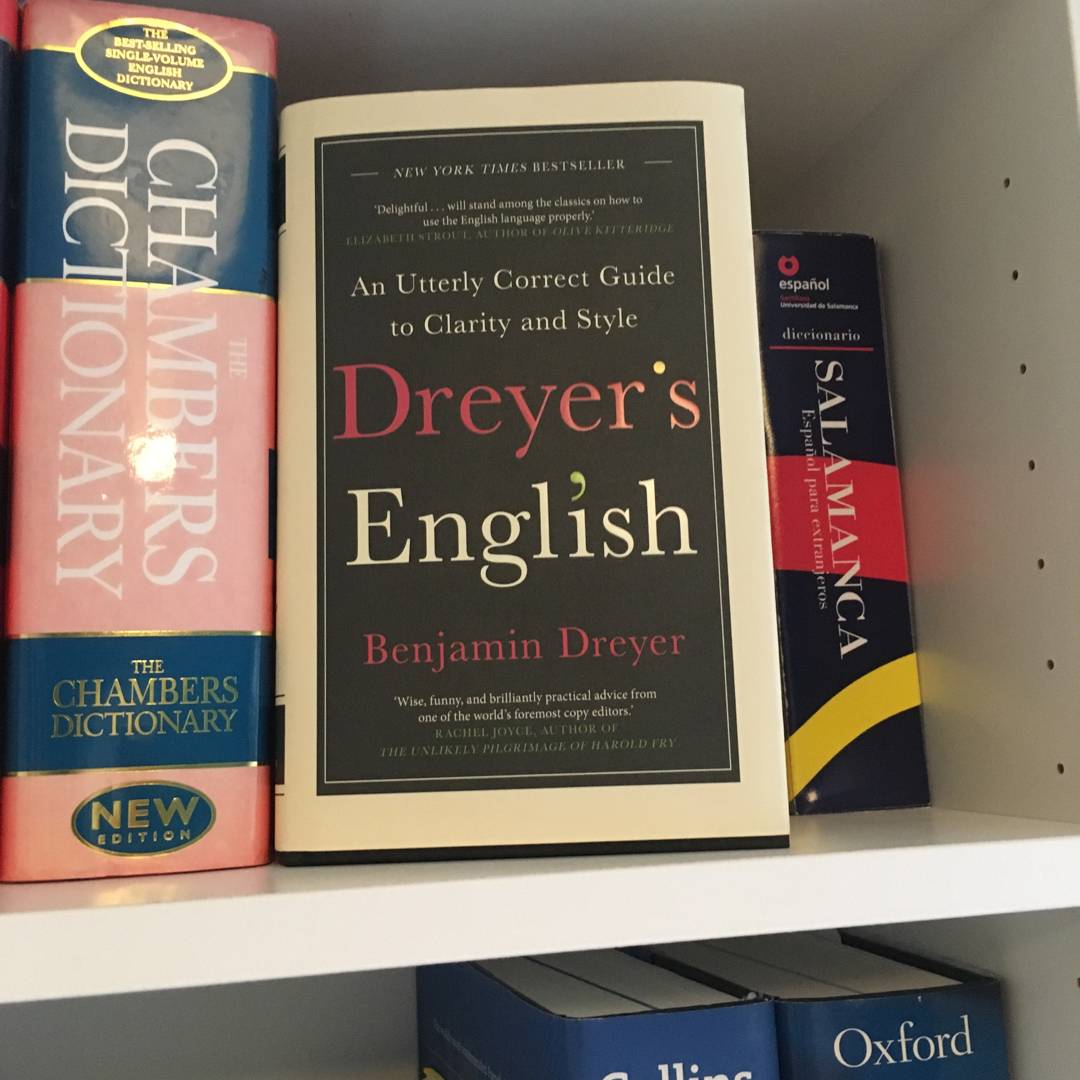 THE
BEST-SELLING
SINGLE-VOLUME
ENGLISH
DICTIONARY
THE
CHAMBERS
DICTIONARY
THE
CHAMBERS
DICTIONARY
NEW
EDITION
NEW YORK TIMES BESTSELLER
‘Delightful . . . will stand among the classics on how to
use the English language properly.’
ELIZABETH STROUT, AUTHOR OF OLIVE KITTERIDGE
An Utterly Correct Guide
to Clarity and Style
Dreyer's
English
Benjamin Dreyer
‘Wise, funny, and brilliantly practical advice from
one of the world’s foremost copy editors.’
RACHEL JOYCE, AUTHOR OF
THE UNLIKELY PILGRIMAGE OF HAROLD FRY
español
Santillana
Universidad de Salamanca
diccionario
SALAMANCA
Español para extranjeros
Collins
Oxford